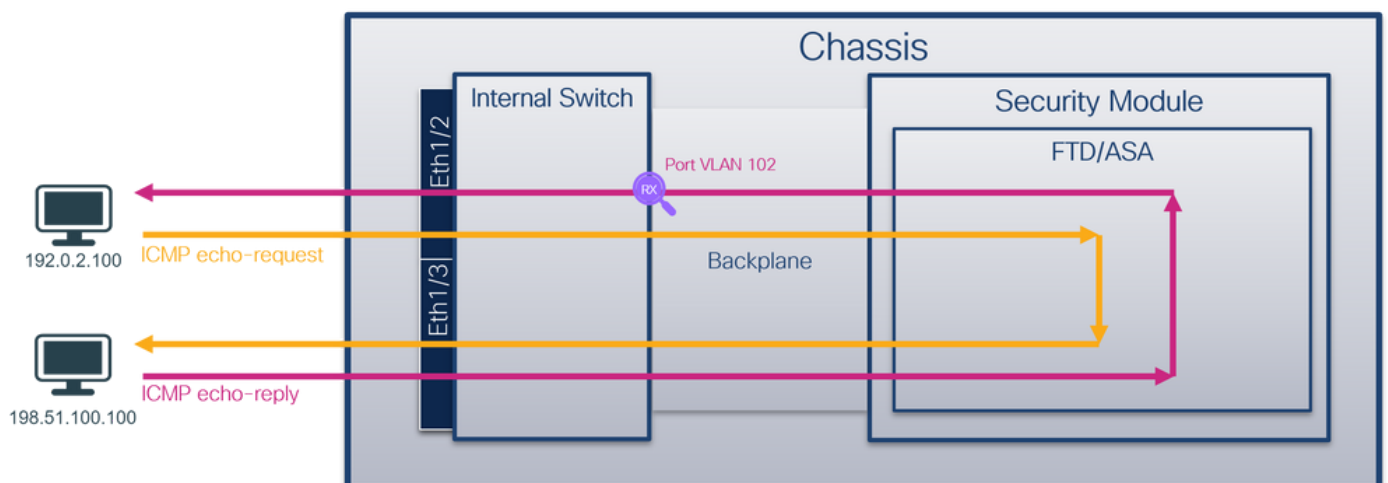 Chassis
Internal Switch
Security Module
FTD/ASA
Eth1/2
Port VLAN 102
RX
192.0.2.100
ICMP echo-request
Backplane
Eth1/3
ICMP echo-reply
198.51.100.100